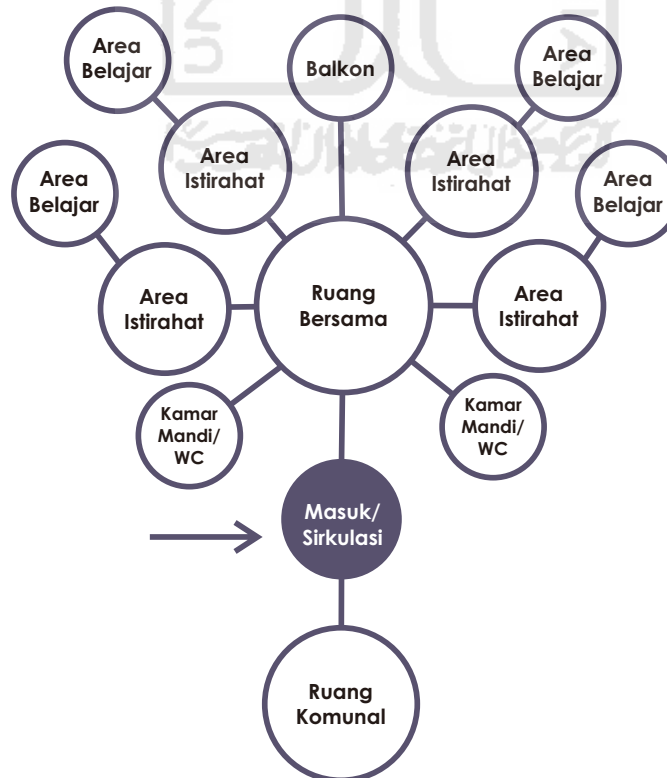 Area
Belajar
Balkon
Area
Belajar
Area
Istirahat
Area
Istirahat
Area
Belajar
Area
Belajar
Ruang
Bersama
Area
Istirahat
Area
Istirahat
Kamar
Mandi/
WC
Kamar
Mandi/
WC
Masuk/
Sirkulasi
Ruang
Komunal